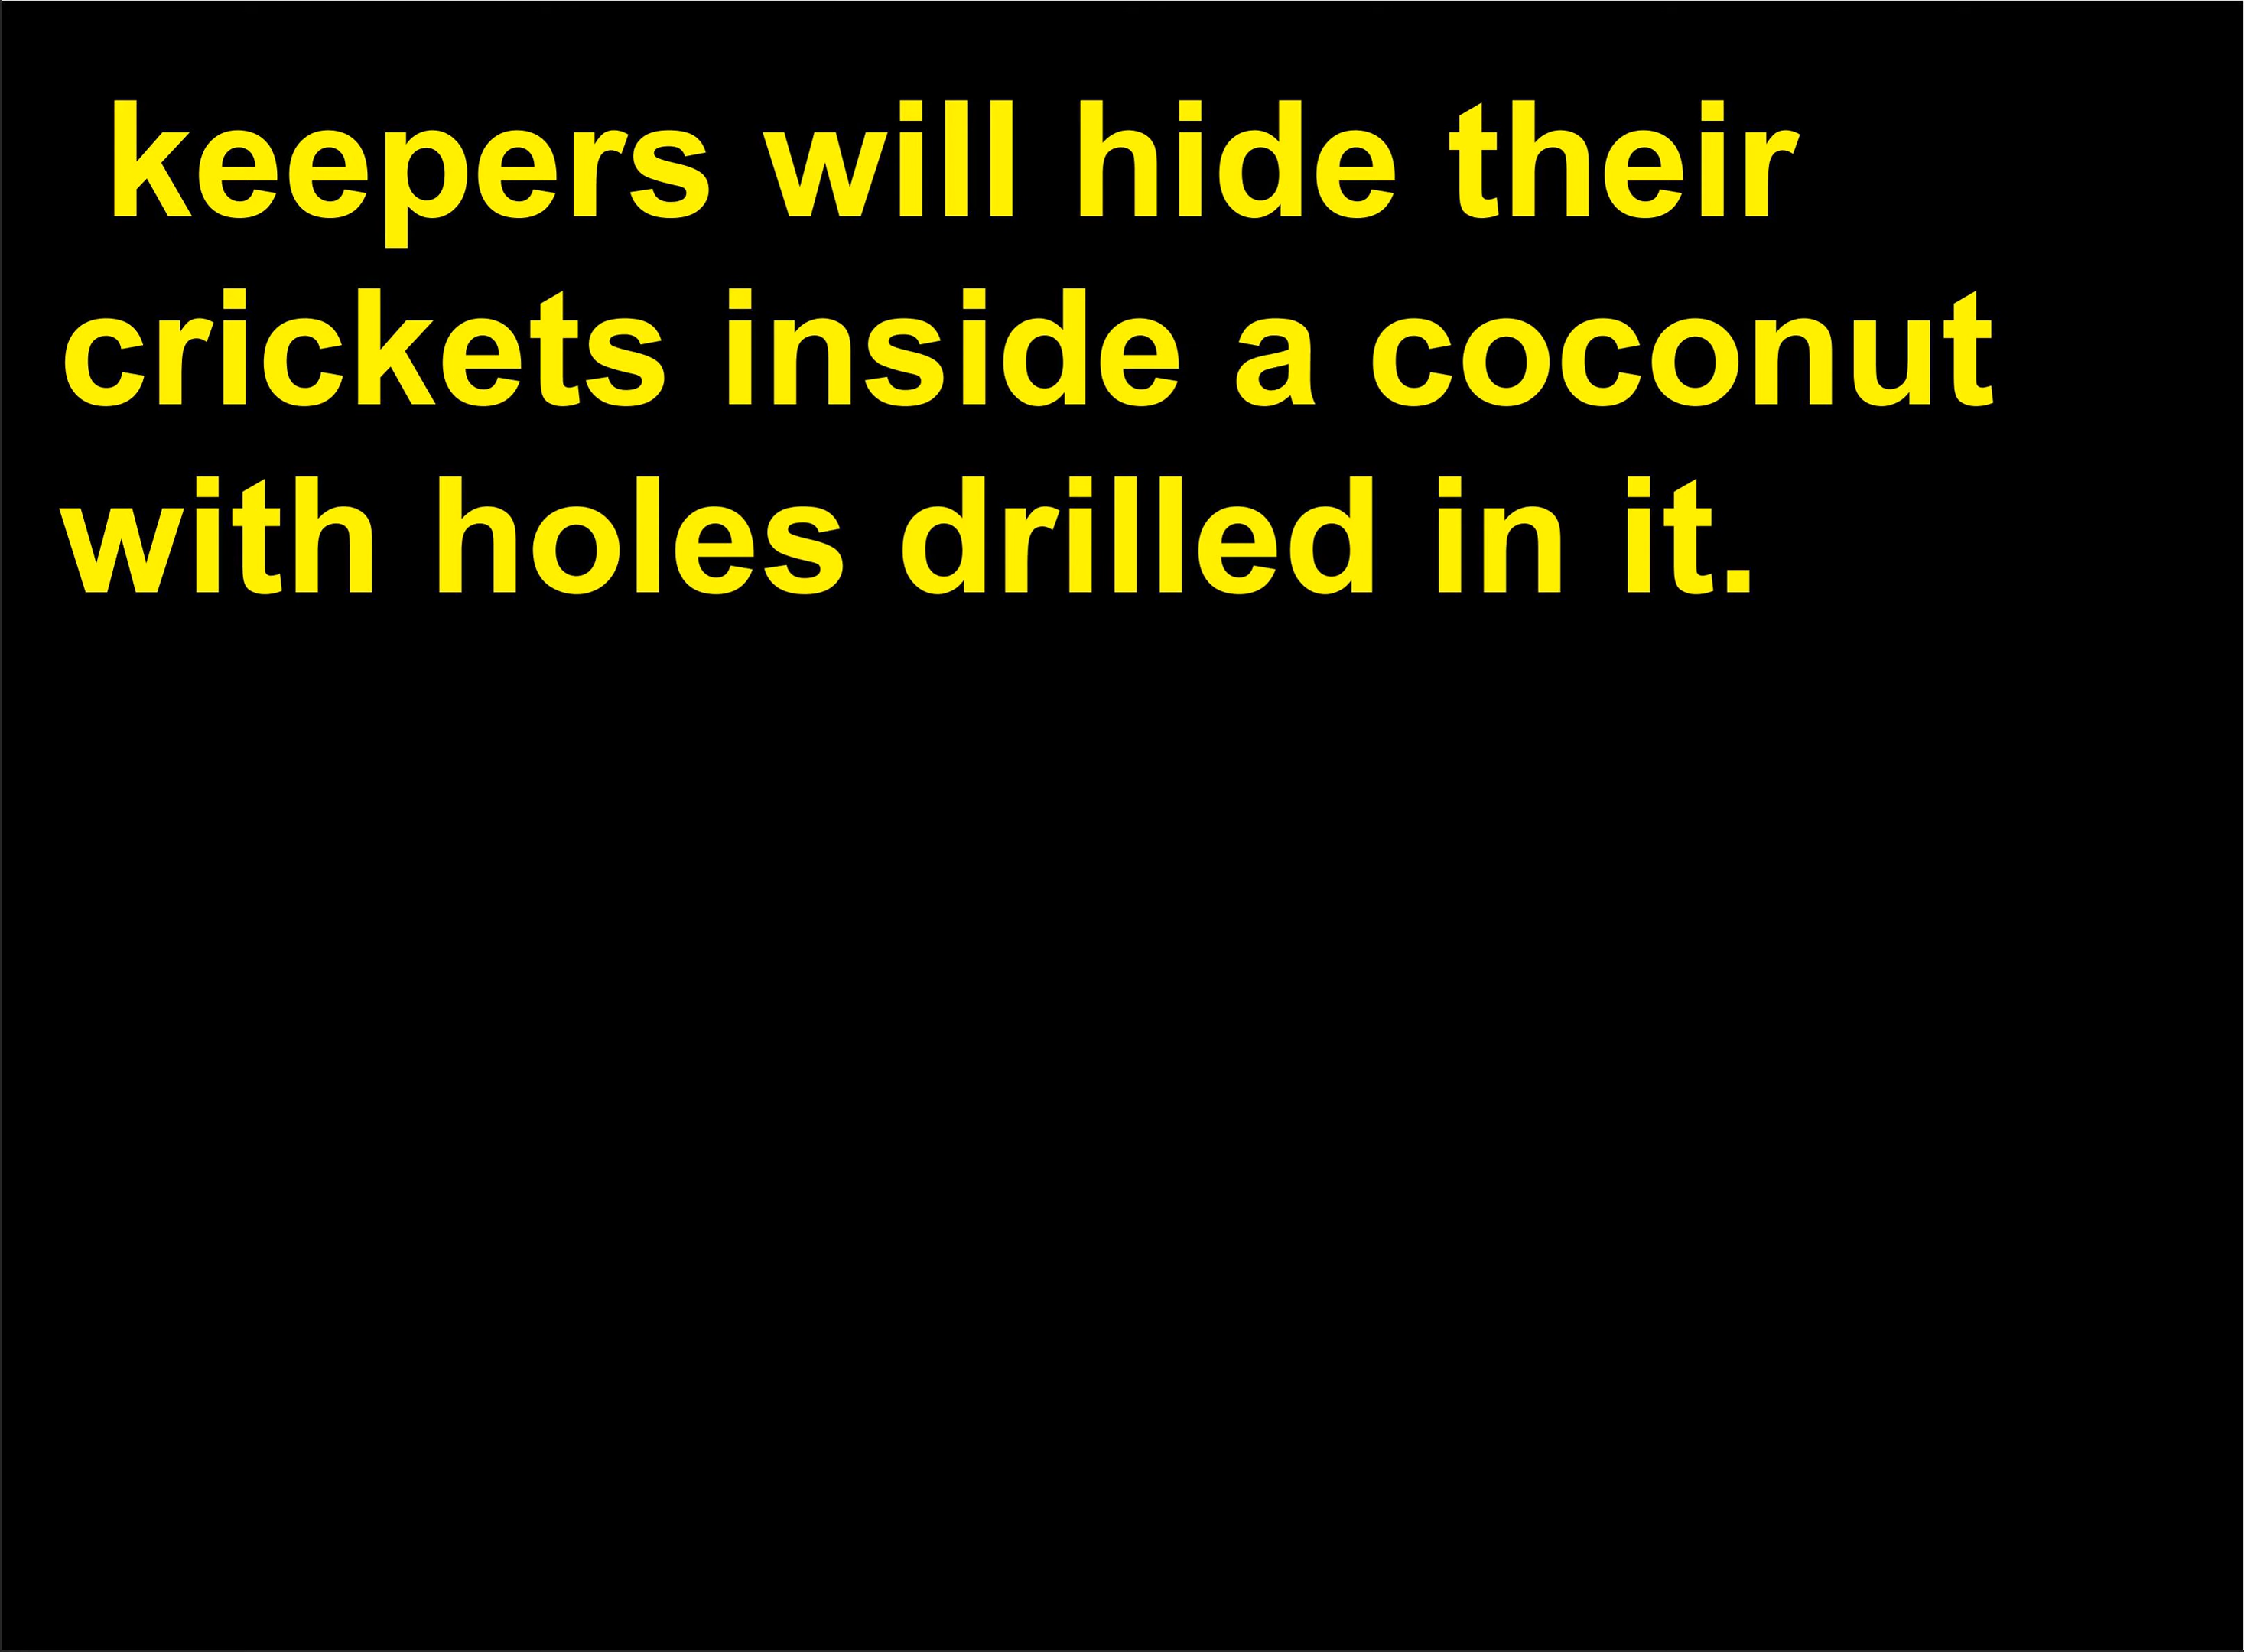 keepers will hide their
crickets inside a coconut
with holes drilled in it.